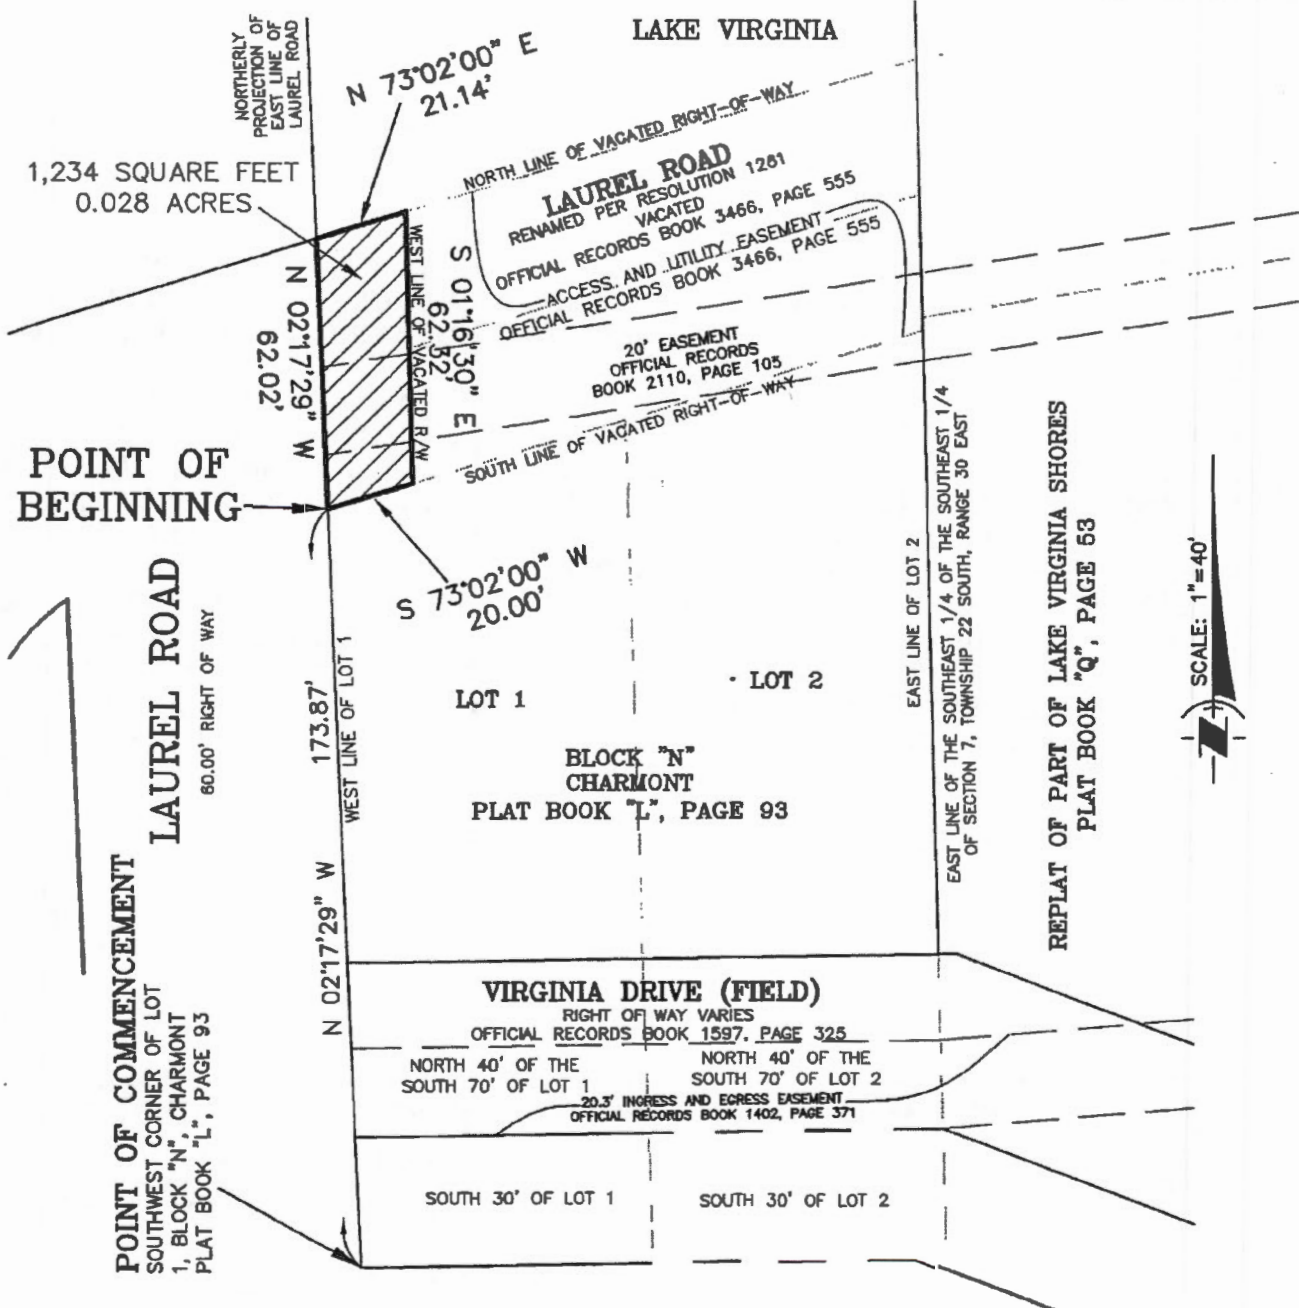 LAKE VIRGINIA
NORTHERLY
PROJECTION OF
EAST LINE OF
LAUREL ROAD
N 73°02'00" E
21.14'
1,234 SQUARE FEET
0.028 ACRES
NORTH LINE OF VACATED RIGHT-OF-WAY
LAUREL ROAD
RENAMED PER RESOLUTION 1281
VACATED
OFFICIAL RECORDS BOOK 3466, PAGE 555
ACCESS AND UTILITY EASEMENT
OFFICIAL RECORDS BOOK 3466, PAGE 555
WEST LINE OF VACATED R/W
S 01°16'30" E
62.32'
N 02°17'29" W
62.02'
20' EASEMENT
OFFICIAL RECORDS
BOOK 2110, PAGE 105
SOUTH LINE OF VACATED RIGHT-OF-WAY
POINT OF
BEGINNING
S 73°02'00" W
20.00'
LAUREL ROAD
60.00' RIGHT OF WAY
173.87'
WEST LINE OF LOT 1
N 02°17'29" W
LOT 1
LOT 2
BLOCK "N"
CHARMONT
PLAT BOOK "L", PAGE 93
EAST LINE OF LOT 2
EAST LINE OF THE SOUTHEAST 1/4 OF THE SOUTHEAST 1/4
OF SECTION 7, TOWNSHIP 22 SOUTH, RANGE 30 EAST
REPLAT OF PART OF LAKE VIRGINIA SHORES
PLAT BOOK "Q", PAGE 53
SCALE: 1"=40'
N
POINT OF COMMENCEMENT
SOUTHWEST CORNER OF LOT
1, BLOCK "N", CHARMONT
PLAT BOOK "L", PAGE 93
VIRGINIA DRIVE (FIELD)
RIGHT OF WAY VARIES
OFFICIAL RECORDS BOOK 1597, PAGE 325
NORTH 40' OF THE
SOUTH 70' OF LOT 1
NORTH 40' OF THE
SOUTH 70' OF LOT 2
20.3' INGRESS AND EGRESS EASEMENT
OFFICIAL RECORDS BOOK 1402, PAGE 371
SOUTH 30' OF LOT 1
SOUTH 30' OF LOT 2